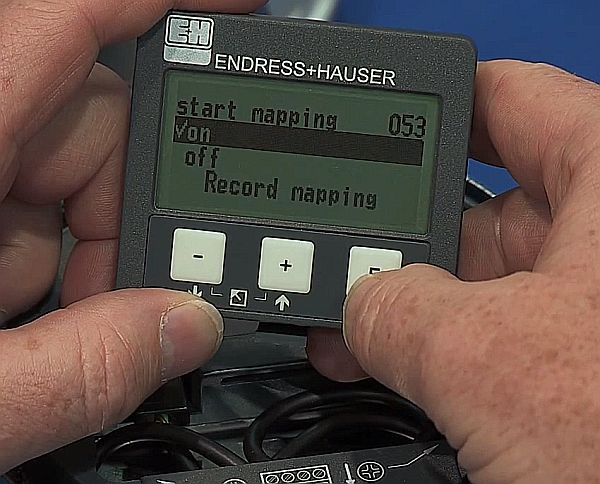 E+H
ENDRESS+HAUSER
start mapping 053
√on
off
Record mapping
-
+
E